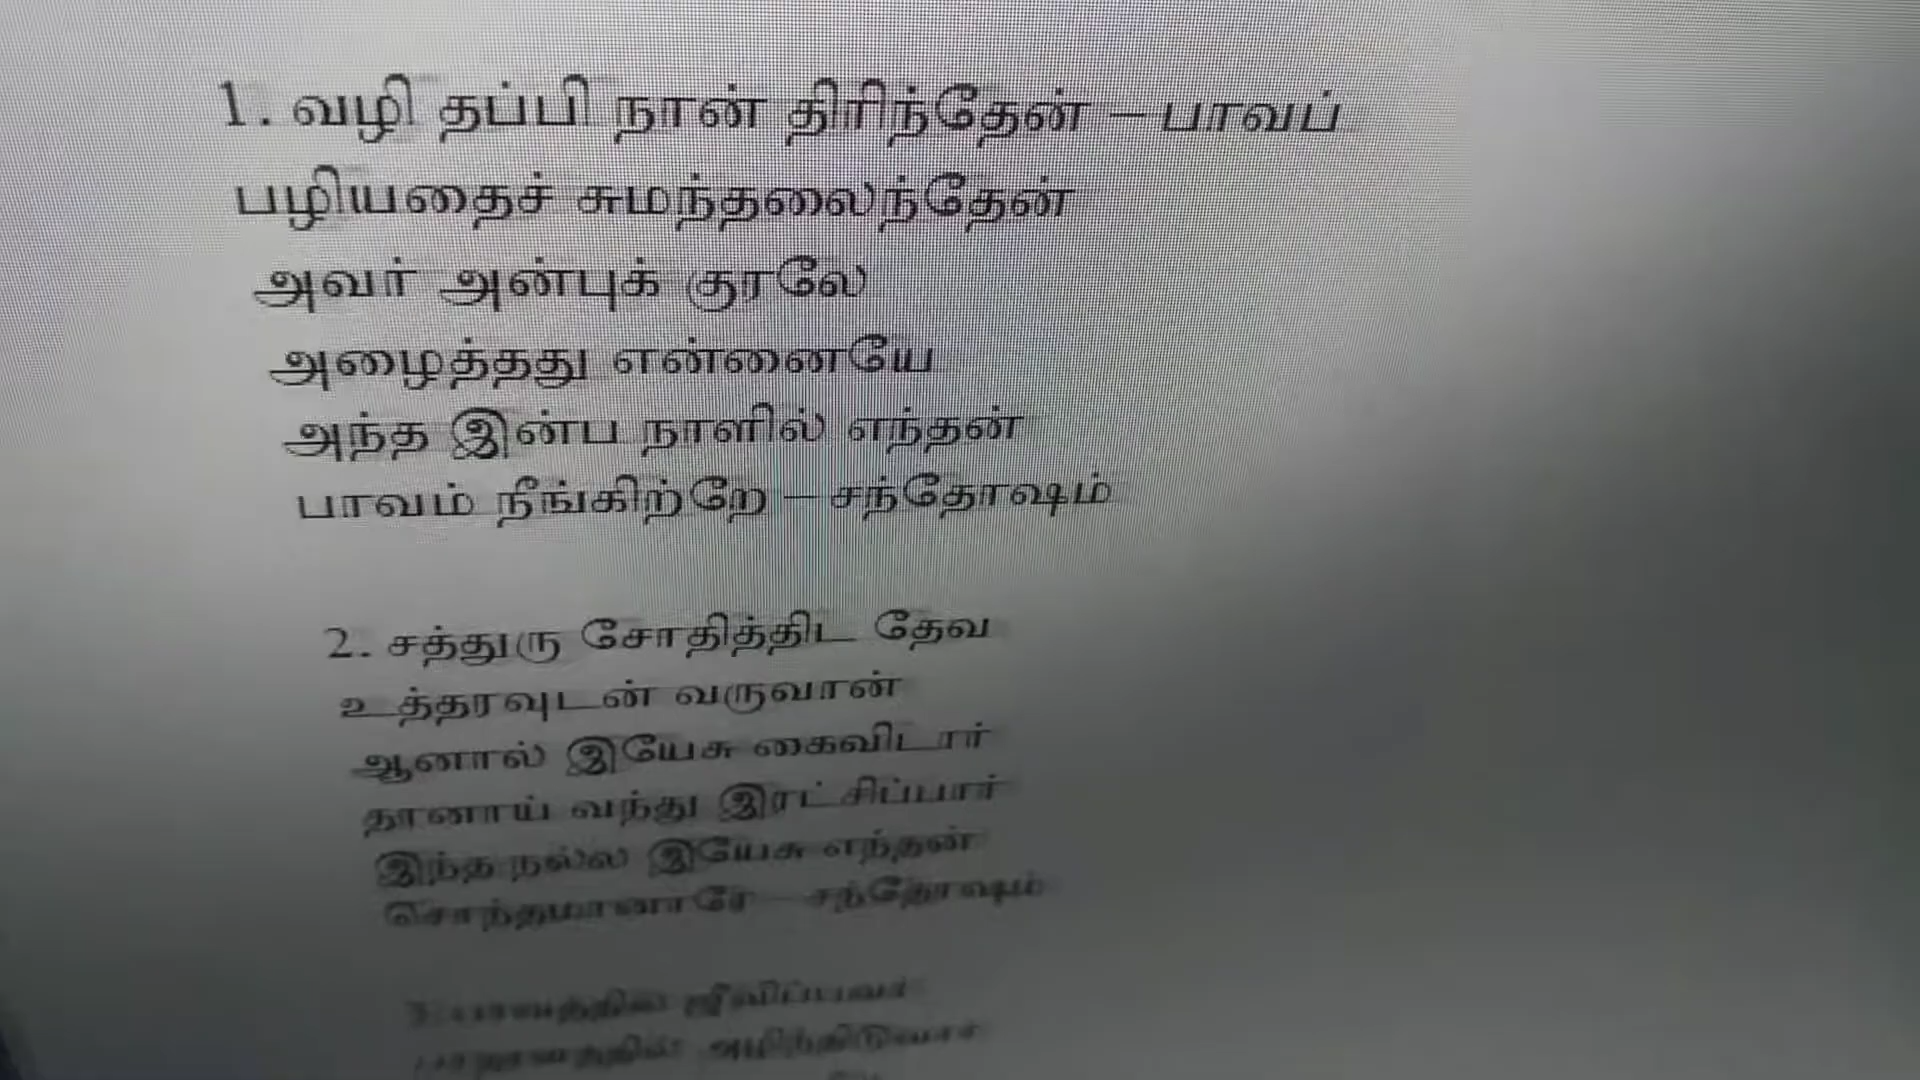 1. வழி தப்பி நான் திரிந்தேன் – பாவப்
பழியதைச் சுமந்தலைந்தேன்
அவர் அன்புக் குரலே
அழைத்தது என்னையே
அந்த இன்ப நாளில் எந்தன்
பாவம் நீங்கிற்றே – சந்தோஷம்
2. சத்துரு சோதித்திட தேவ
உத்தரவுடன் வருவான்
ஆனால் இயேசு கைவிடார்
தானாய் வந்து இரட்சிப்பார்
இந்த நல்ல இயேசு எந்தன்
சொந்தமானாரே – சந்தோஷம்